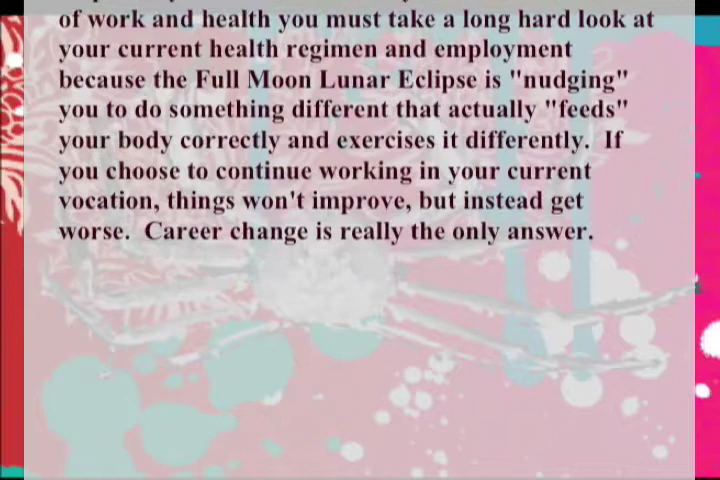 of work and health you must take a long hard look at
your current health regimen and employment
because the Full Moon Lunar Eclipse is "nudging"
you to do something different that actually "feeds"
your body correctly and exercises it differently.  If
you choose to continue working in your current
vocation, things won't improve, but instead get
worse.  Career change is really the only answer.